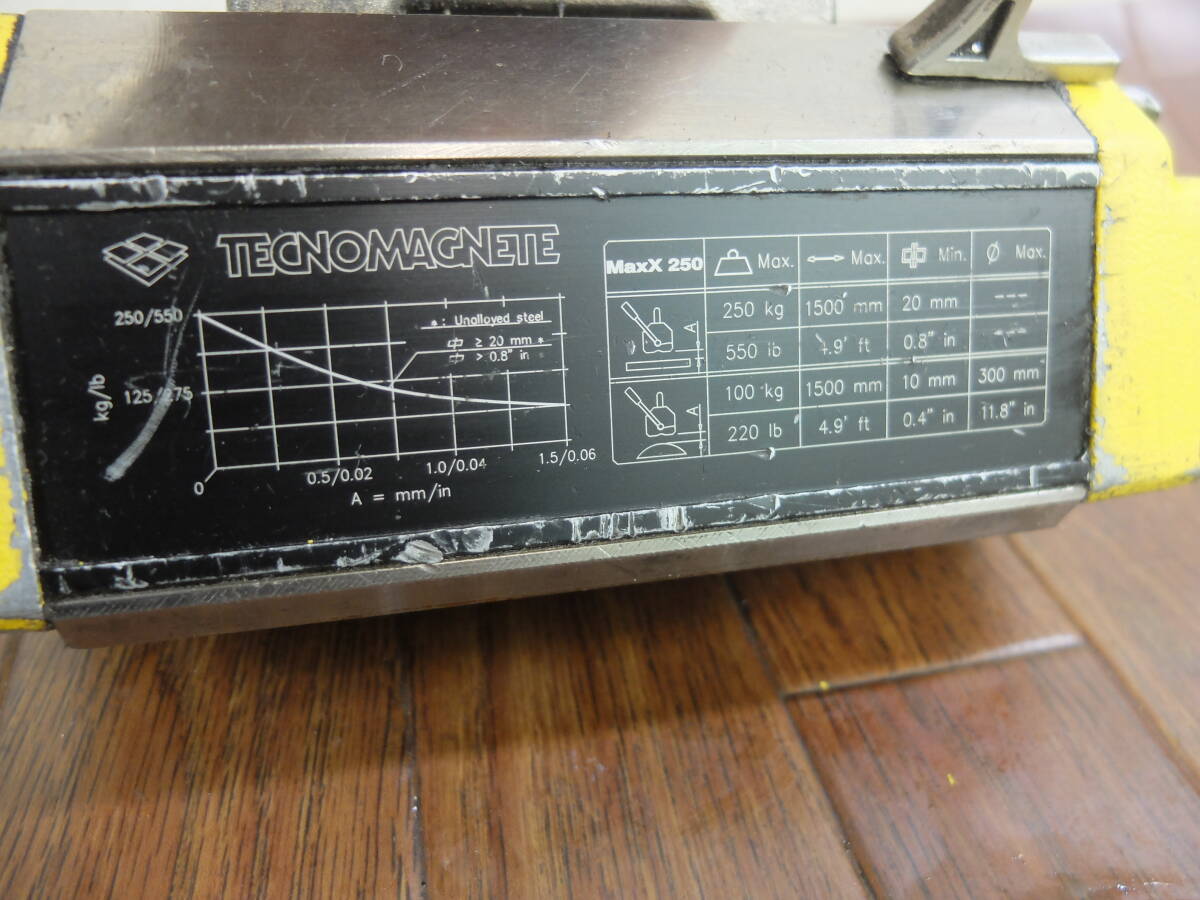 TECNOMAGNETE
250/550
125/275
kg/lb
* : Unalloyed steel
≥ 20 mm *
> 0.8" in
0 0.5/0.02 1.0/0.04 1.5/0.06
A = mm/in
MaxX 250 Max. Max. Min. Ø Max.
A 250 kg 1500 mm 20 mm ---
550 lb 4.9' ft 0.8" in
A 100 kg 1500 mm 10 mm 300 mm
220 lb 4.9' ft 0.4" in 11.8" in